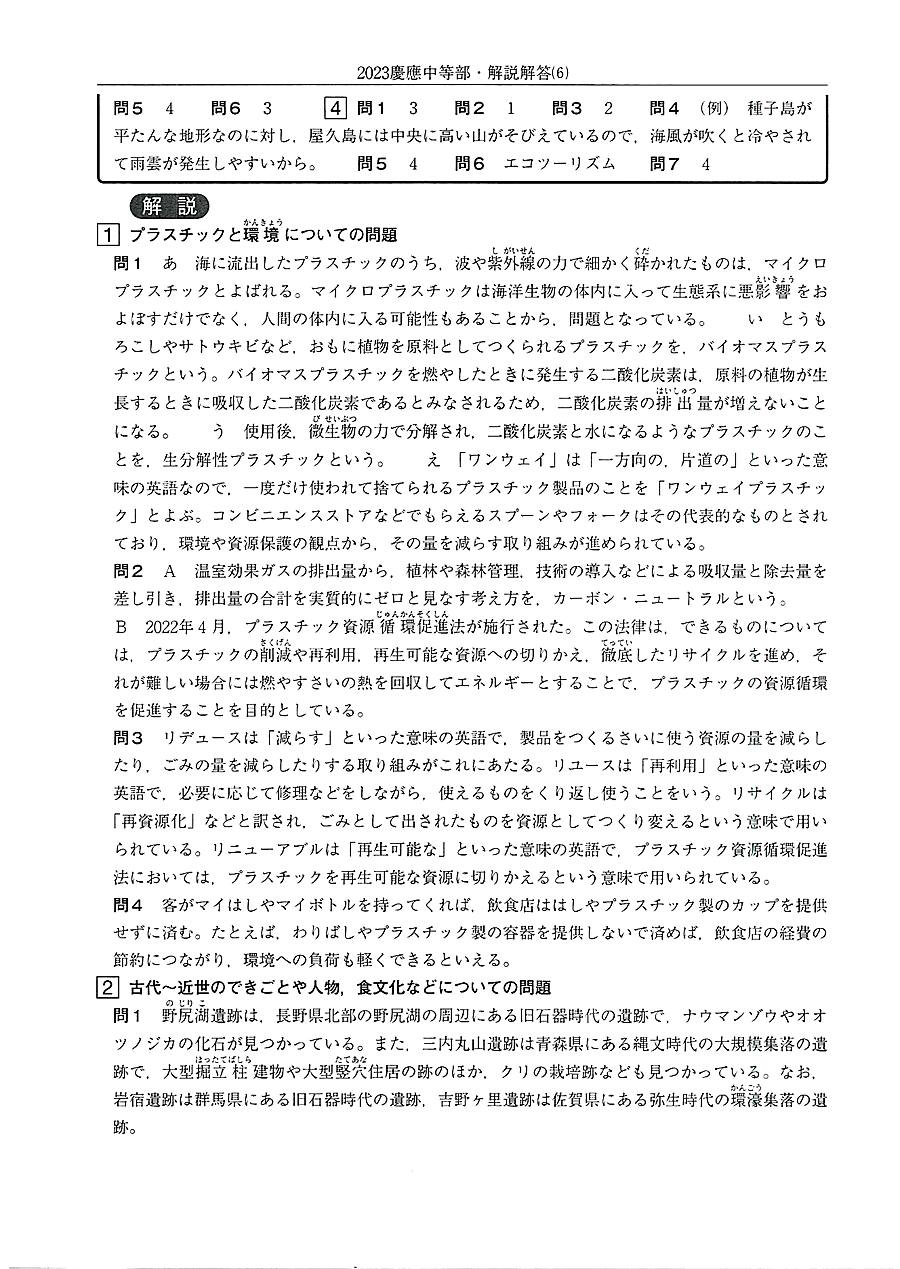 2023慶應中等部・解説解答(6)
問5 4 問6 3 4 問1 3 問2 1 問3 2 問4 (例) 種子島が
平たんな地形なのに対し，屋久島には中央に高い山がそびえているので，海風が吹くと冷やされ
て雨雲が発生しやすいから。 問5 4 問6 エコツーリズム 問7 4
解説
1 プラスチックと環境についての問題
問1 あ 海に流出したプラスチックのうち，波や紫外線の力で細かく砕かれたものは，マイクロ
プラスチックとよばれる。マイクロプラスチックは海洋生物の体内に入って生態系に悪影響をお
よぼすだけでなく，人間の体内に入る可能性もあることから，問題となっている。 い とうも
ろこしやサトウキビなど，おもに植物を原料としてつくられるプラスチックを，バイオマスプラス
チックという。バイオマスプラスチックを燃やしたときに発生する二酸化炭素は，原料の植物が生
長するときに吸収した二酸化炭素であるとみなされるため，二酸化炭素の排出量が増えないこと
になる。 う 使用後，微生物の力で分解され，二酸化炭素と水になるようなプラスチックのこ
とを，生分解性プラスチックという。 え 「ワンウェイ」は「一方向の，片道の」といった意
味の英語なので，一度だけ使われて捨てられるプラスチック製品のことを「ワンウェイプラスチッ
ク」とよぶ。コンビニエンスストアなどでもらえるスプーンやフォークはその代表的なものとされ
ており，環境や資源保護の観点から，その量を減らす取り組みが進められている。
問2 A 温室効果ガスの排出量から，植林や森林管理，技術の導入などによる吸収量と除去量を
差し引き，排出量の合計を実質的にゼロと見なす考え方を，カーボン・ニュートラルという。
B 2022年4月，プラスチック資源循環促進法が施行された。この法律は，できるものについて
は，プラスチックの削減や再利用，再生可能な資源への切りかえ，徹底したリサイクルを進め，そ
れが難しい場合には燃やすさいの熱を回収してエネルギーとすることで，プラスチックの資源循環
を促進することを目的としている。
問3 リデュースは「減らす」といった意味の英語で，製品をつくるさいに使う資源の量を減らし
たり，ごみの量を減らしたりする取り組みがこれにあたる。リユースは「再利用」といった意味の
英語で，必要に応じて修理などをしながら，使えるものをくり返し使うことをいう。リサイクルは
「再資源化」などと訳され，ごみとして出されたものを資源としてつくり変えるという意味で用い
られている。リニューアブルは「再生可能な」といった意味の英語で，プラスチック資源循環促進
法においては，プラスチックを再生可能な資源に切りかえるという意味で用いられている。
問4 客がマイはしやマイボトルを持ってくれば，飲食店ははしやプラスチック製のカップを提供
せずに済む。たとえば，わりばしやプラスチック製の容器を提供しないで済めば，飲食店の経費の
節約につながり，環境への負荷も軽くできるといえる。
2 古代〜近世のできごとや人物，食文化などについての問題
問1 野尻湖遺跡は，長野県北部の野尻湖の周辺にある旧石器時代の遺跡で，ナウマンゾウやオオ
ツノジカの化石が見つかっている。また，三内丸山遺跡は青森県にある縄文時代の大規模集落の遺
跡で，大型掘立柱建物や大型竪穴住居の跡のほか，クリの栽培跡なども見つかっている。なお，
岩宿遺跡は群馬県にある旧石器時代の遺跡，吉野ヶ里遺跡は佐賀県にある弥生時代の環濠集落の遺
跡。